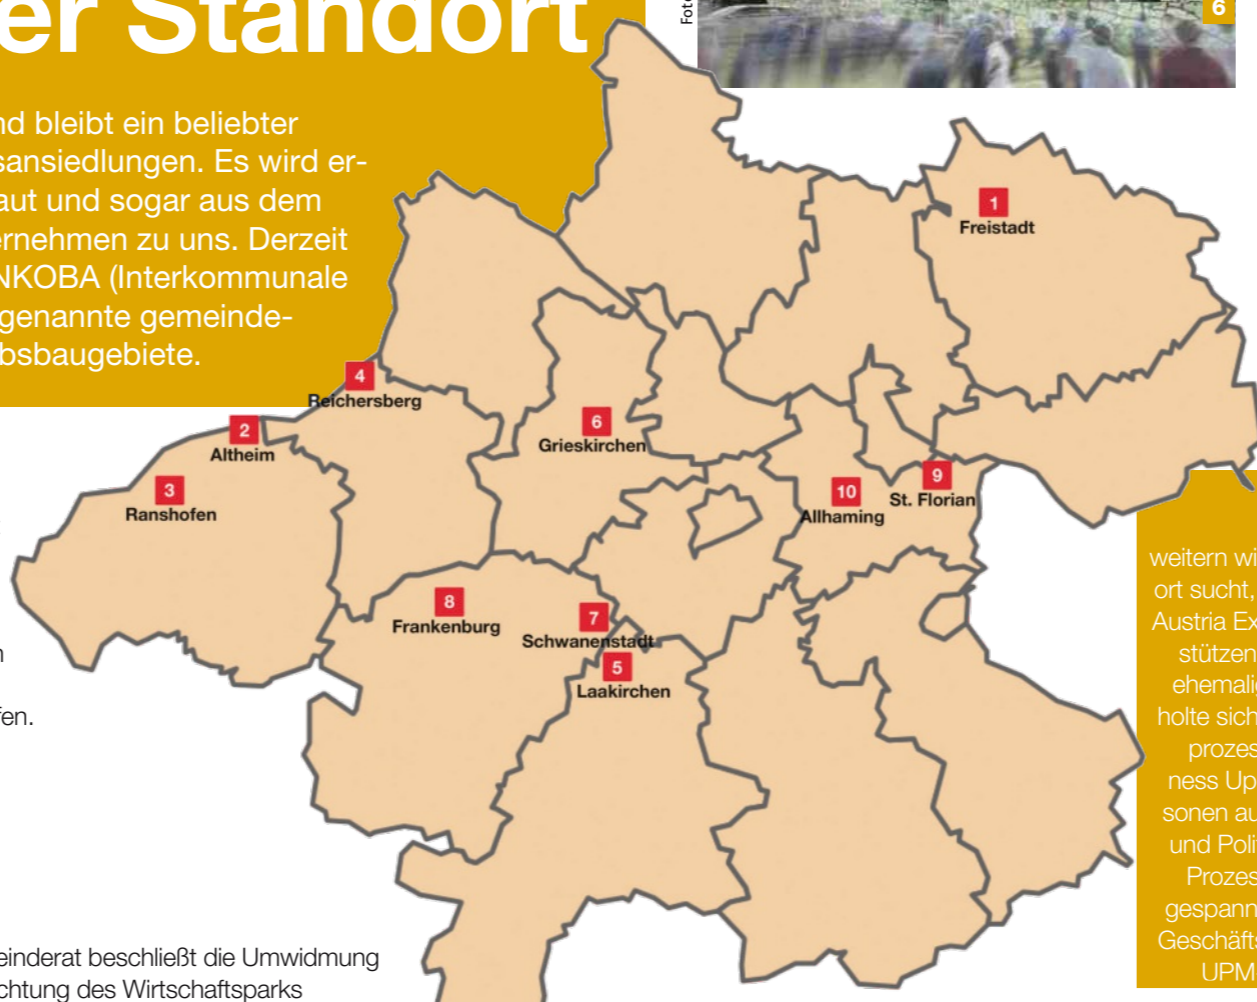 er Standort
Fote
6
nd bleibt ein beliebter
sansiedlungen. Es wird er-
aut und sogar aus dem
ernehmen zu uns. Derzeit
NKOBA (Interkommunale
genannte gemeinde-
bsbaugebiete.
1
Freistadt
4
Reichersberg
2
Altheim
6
Grieskirchen
3
Ranshofen
10
Allhaming
9
St. Florian
8
Frankenburg
7
Schwanenstadt
5
Laakirchen
n
fen.
einderat beschließt die Umwidmung
chtung des Wirtschaftsparks
weitern wi
ort sucht,
Austria Ex
stützen
ehemalig
holte sich
prozes
ness Up
sonen au
und Poli
Prozes
gespann
Geschäfts
UPM